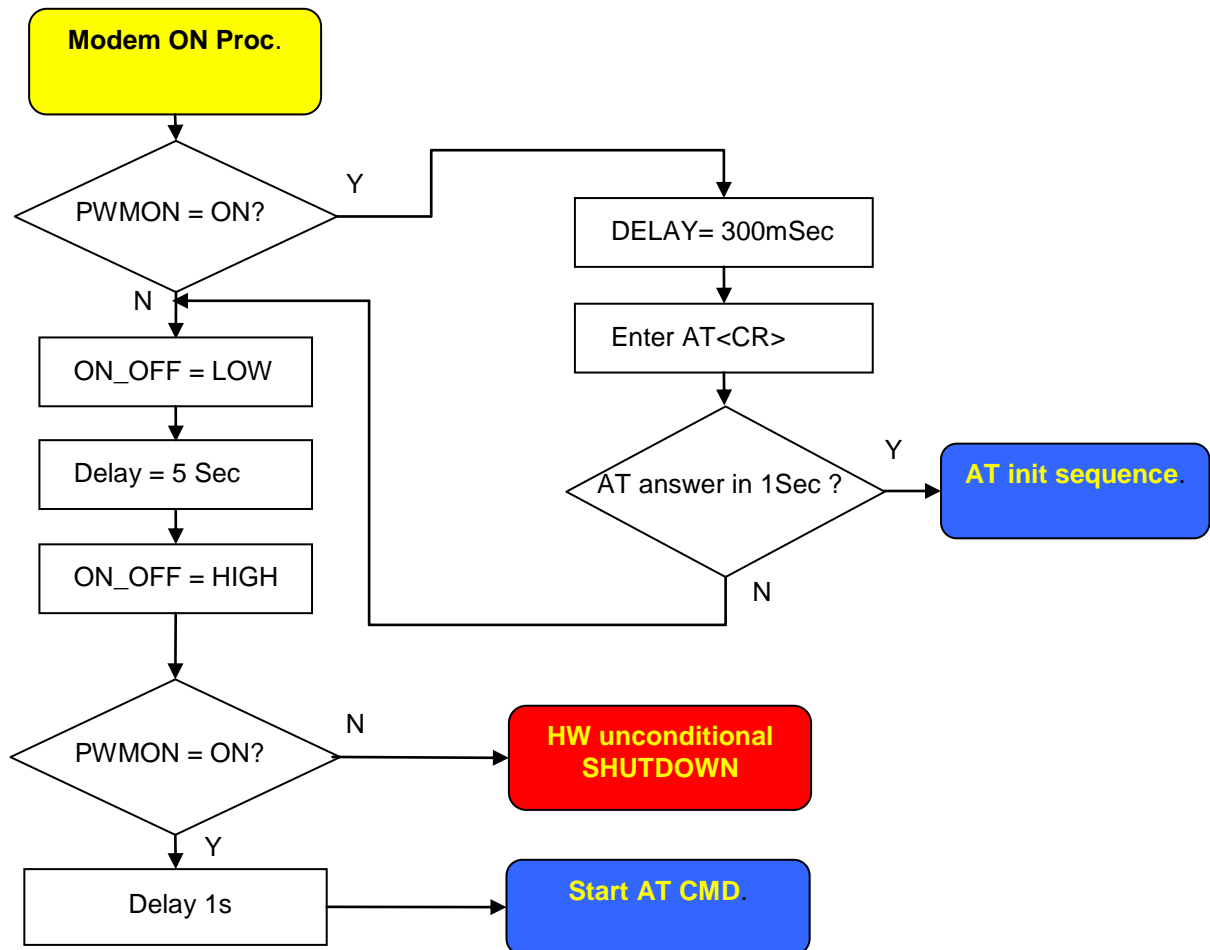 Modem ON Proc.
PWMON = ON?
Y
N
DELAY= 300mSec
Enter AT<CR>
AT answer in 1Sec ?
Y
AT init sequence.
N
ON_OFF = LOW
Delay = 5 Sec
ON_OFF = HIGH
PWMON = ON?
N
HW unconditional
SHUTDOWN
Y
Delay 1s
Start AT CMD.